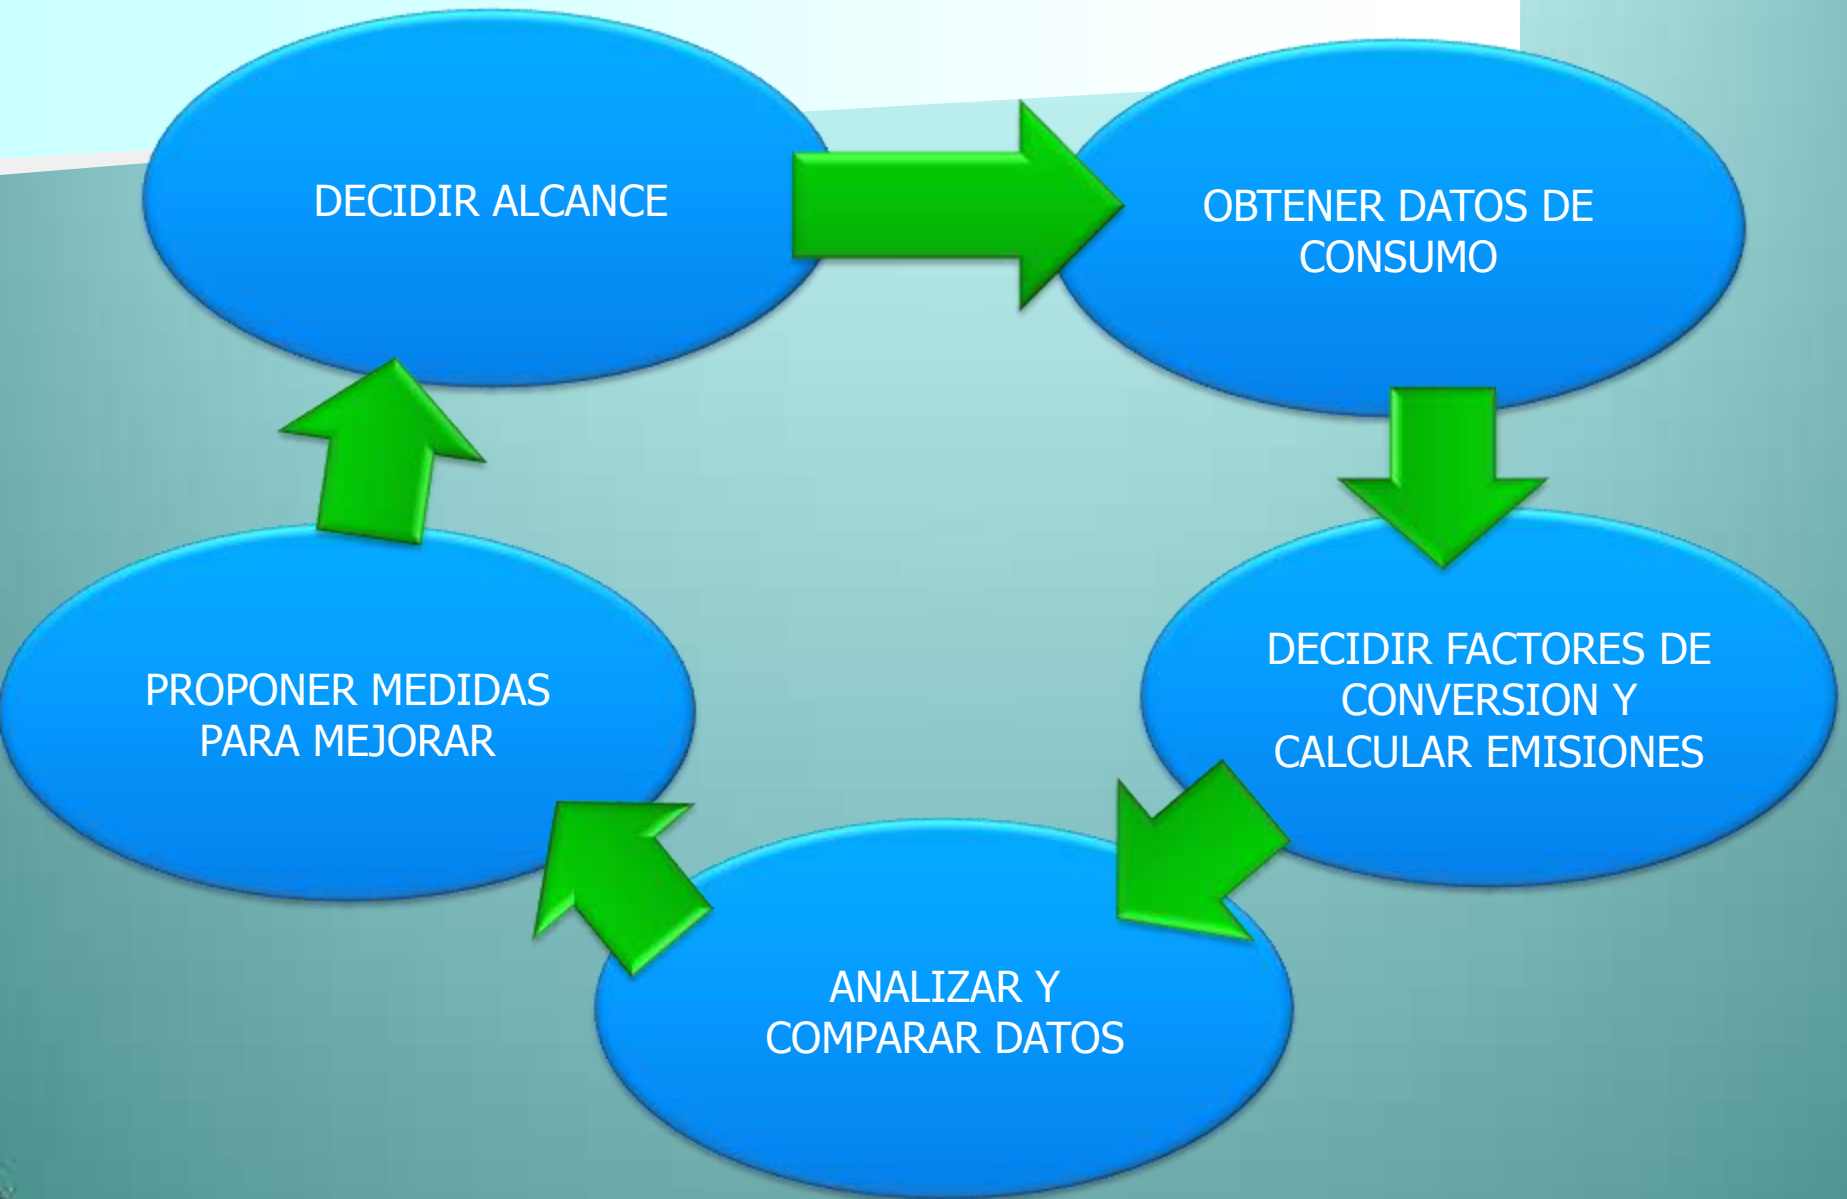 DECIDIR ALCANCE
OBTENER DATOS DE
CONSUMO
DECIDIR FACTORES DE
CONVERSION Y
CALCULAR EMISIONES
ANALIZAR Y
COMPARAR DATOS
PROPONER MEDIDAS
PARA MEJORAR